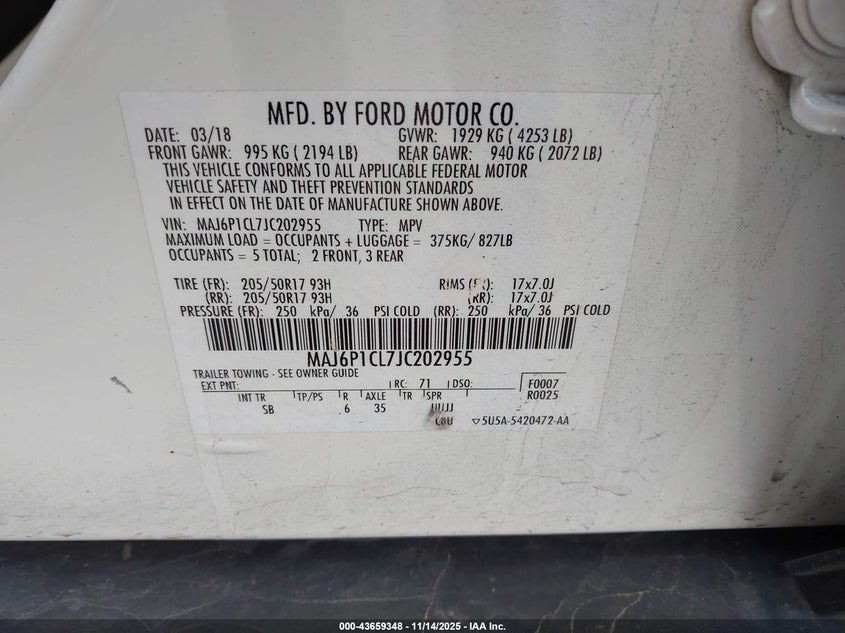 MFD. BY FORD MOTOR CO.
DATE: 03/18 GVWR: 1929 KG ( 4253 LB)
FRONT GAWR: 995 KG ( 2194 LB) REAR GAWR: 940 KG ( 2072 LB)
THIS VEHICLE CONFORMS TO ALL APPLICABLE FEDERAL MOTOR
VEHICLE SAFETY AND THEFT PREVENTION STANDARDS
IN EFFECT ON THE DATE OF MANUFACTURE SHOWN ABOVE.
VIN: MAJ6P1CL7JC202955 TYPE: MPV
MAXIMUM LOAD = OCCUPANTS + LUGGAGE = 375KG/ 827LB
OCCUPANTS = 5 TOTAL; 2 FRONT, 3 REAR
TIRE (FR): 205/50R17 93H RIMS 17x7.0J
(RR): 205/50R17 93H (RR): 17x7.0J
PRESSURE (FR): 250 kPa/ 36 PSI COLD (RR): 250 kPa/ 36 PSI COLD
MAJ6P1CL7JC202955
TRAILER TOWING - SEE OWNER GUIDE
EXT PNT: RC: 71 DSO: F0007
R0025
INT TR TP/PS R AXLE TR SPR
SB 6 35
5U5A-5420472-AA
000-43659348 - 11/14/2025 - IAA Inc.